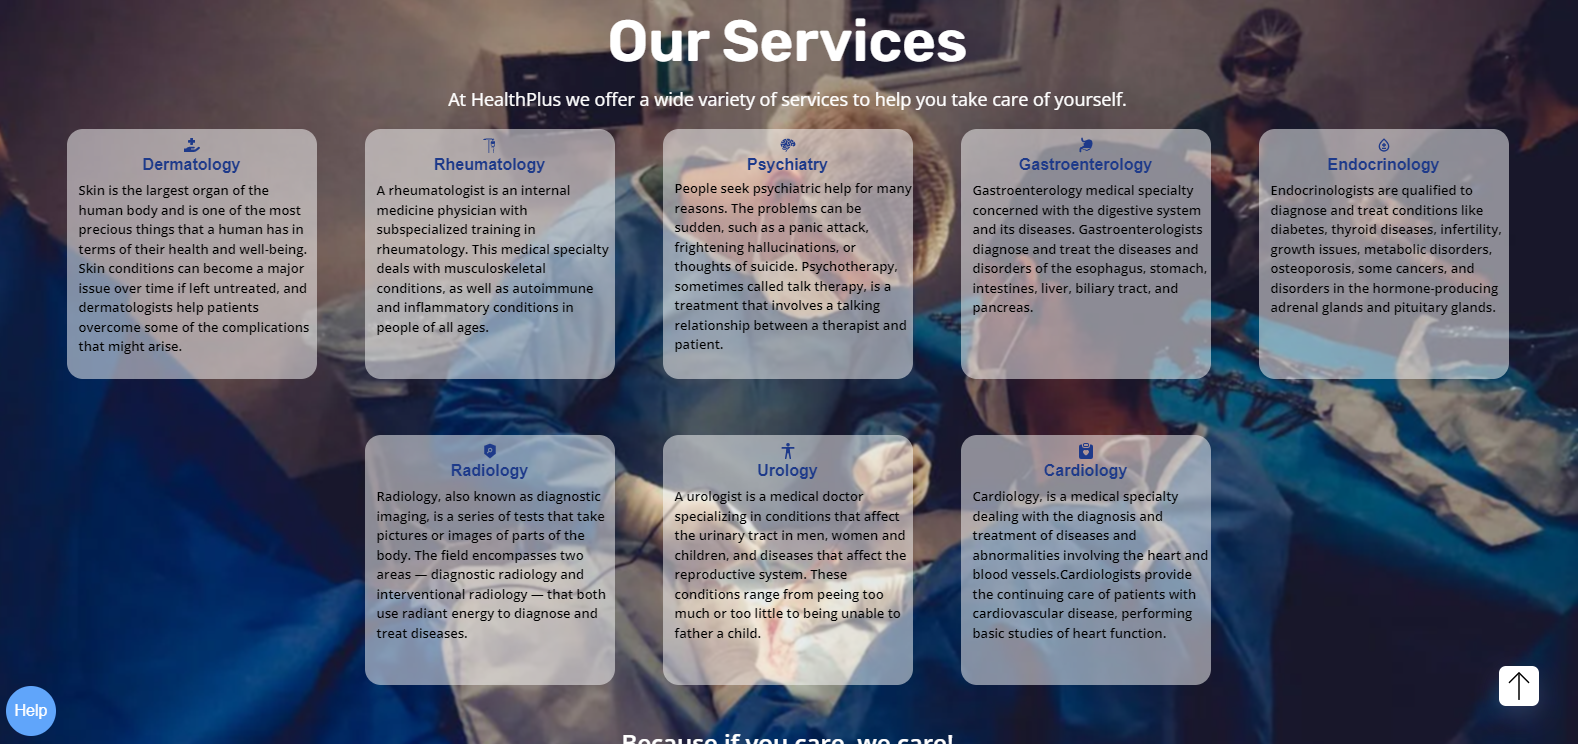 Our Services
At HealthPlus we offer a wide variety of services to help you take care of yourself.
Dermatology
Skin is the largest organ of the
human body and is one of the most
precious things that a human has in
terms of their health and well-being.
Skin conditions can become a major
issue over time if left untreated, and
dermatologists help patients
overcome some of the complications
that might arise.
Rheumatology
A rheumatologist is an internal
medicine physician with
subspecialized training in
rheumatology. This medical specialty
deals with musculoskeletal
conditions, as well as autoimmune
and inflammatory conditions in
people of all ages.
Psychiatry
People seek psychiatric help for many
reasons. The problems can be
sudden, such as a panic attack,
frightening hallucinations, or
thoughts of suicide. Psychotherapy,
sometimes called talk therapy, is a
treatment that involves a talking
relationship between a therapist and
patient.
Gastroenterology
Gastroenterology medical specialty
concerned with the digestive system
and its diseases. Gastroenterologists
diagnose and treat the diseases and
disorders of the esophagus, stomach,
intestines, liver, biliary tract, and
pancreas.
Endocrinology
Endocrinologists are qualified to
diagnose and treat conditions like
diabetes, thyroid diseases, infertility,
growth issues, metabolic disorders,
osteoporosis, some cancers, and
disorders in the hormone-producing
adrenal glands and pituitary glands.
Radiology
Radiology, also known as diagnostic
imaging, is a series of tests that take
pictures or images of parts of the
body. The field encompasses two
areas — diagnostic radiology and
interventional radiology — that both
use radiant energy to diagnose and
treat diseases.
Urology
A urologist is a medical doctor
specializing in conditions that affect
the urinary tract in men, women and
children, and diseases that affect the
reproductive system. These
conditions range from peeing too
much or too little to being unable to
father a child.
Cardiology
Cardiology, is a medical specialty
dealing with the diagnosis and
treatment of diseases and
abnormalities involving the heart and
blood vessels.Cardiologists provide
the continuing care of patients with
cardiovascular disease, performing
basic studies of heart function.
Help
Because if you care, we care!